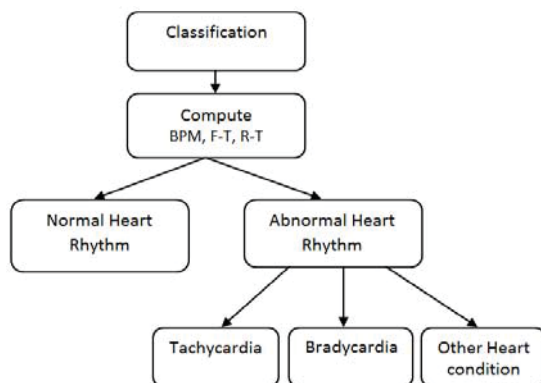 Classification
Compute
BPM, F-T, R-T
Normal Heart
Rhythm
Abnormal Heart
Rhythm
Tachycardia
Bradycardia
Other Heart
condition